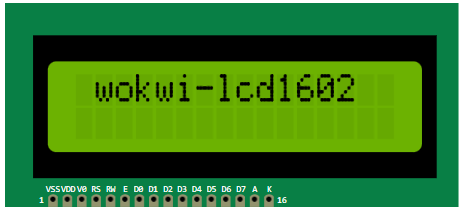 wokwi-lcd1602
VSS VDD V0 RS RW E D0 D1 D2 D3 D4 D5 D6 D7 A K
1 16